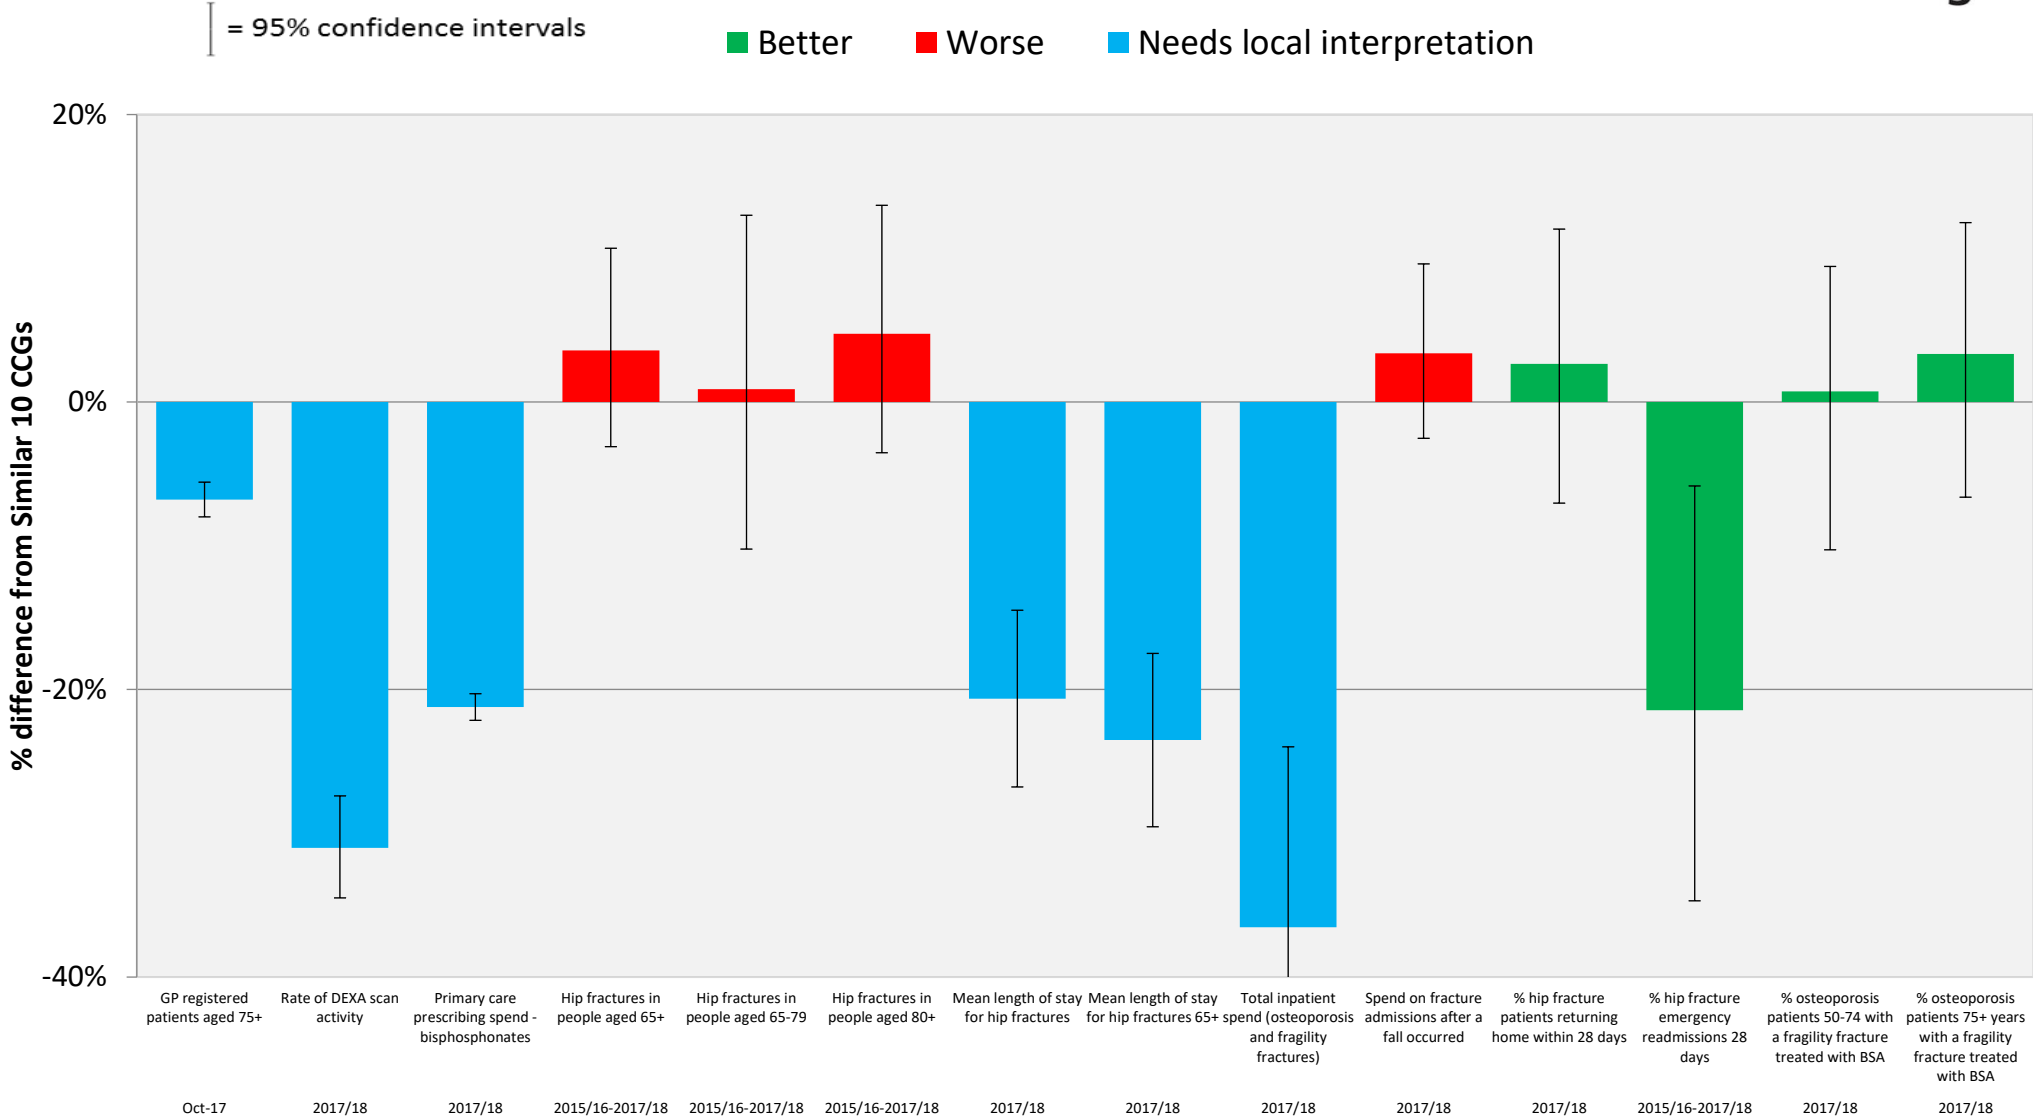 = 95% confidence intervals
Better
Worse
Needs local interpretation
% difference from Similar 10 CCGs
20%
0%
-20%
-40%
GP registered
patients aged 75+
Oct-17
Rate of DEXA scan
activity
2017/18
Primary care
prescribing spend -
bisphosphonates
2017/18
Hip fractures in
people aged 65+
2015/16-2017/18
Hip fractures in
people aged 65-79
2015/16-2017/18
Hip fractures in
people aged 80+
2015/16-2017/18
Mean length of stay
for hip fractures
2017/18
Mean length of stay
for hip fractures 65+
2017/18
Total inpatient
spend (osteoporosis
and fragility
fractures)
2017/18
Spend on fracture
admissions after a
fall occurred
2017/18
% hip fracture
patients returning
home within 28 days
2017/18
% hip fracture
emergency
readmissions 28
days
2015/16-2017/18
% osteoporosis
patients 50-74 with
a fragility fracture
treated with BSA
2017/18
% osteoporosis
patients 75+ years
with a fragility
fracture treated
with BSA
2017/18